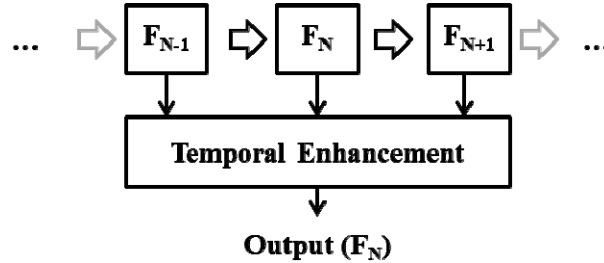 ... F_{N-1} F_N F_{N+1} ...
Temporal Enhancement
Output (F_N)